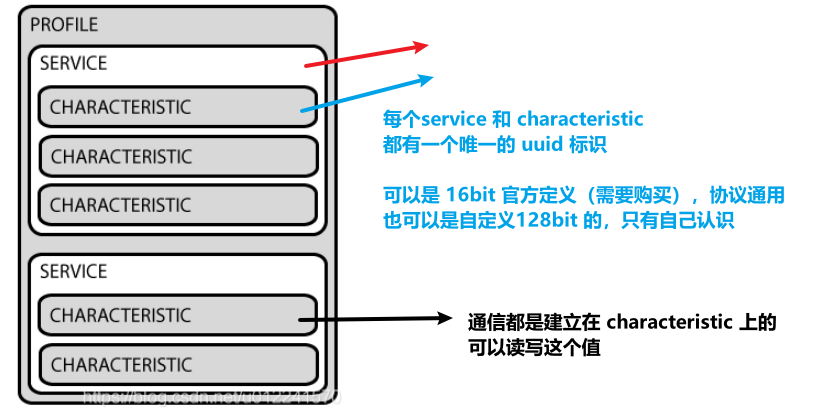 PROFILE
SERVICE
CHARACTERISTIC
CHARACTERISTIC
CHARACTERISTIC
SERVICE
CHARACTERISTIC
CHARACTERISTIC
每个service 和 characteristic
都有一个唯一的 uuid 标识
可以是 16bit 官方定义（需要购买），协议通用
也可以是自定义128bit 的，只有自己认识
通信都是建立在 characteristic 上的
可以读写这个值
https://blog.csdn.net/u012241570